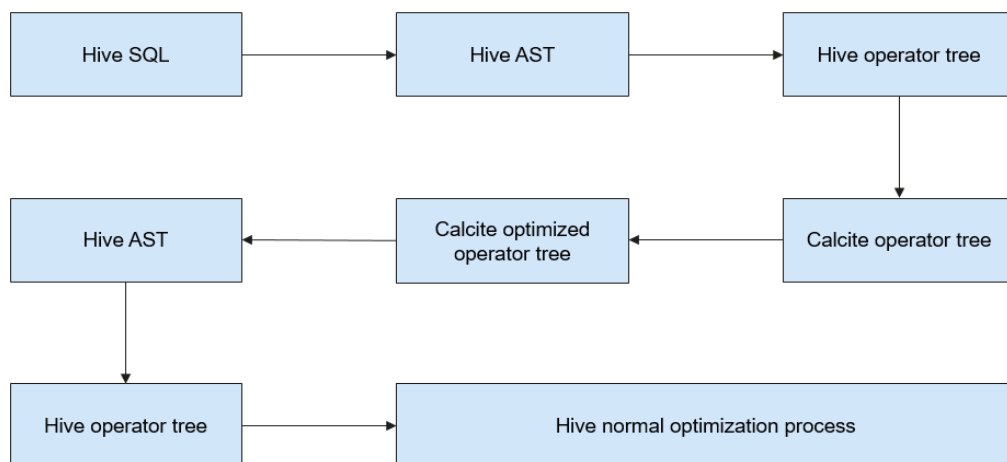 Hive SQL
Hive AST
Hive operator tree
Hive AST
Calcite optimized
operator tree
Calcite operator tree
Hive operator tree
Hive normal optimization process